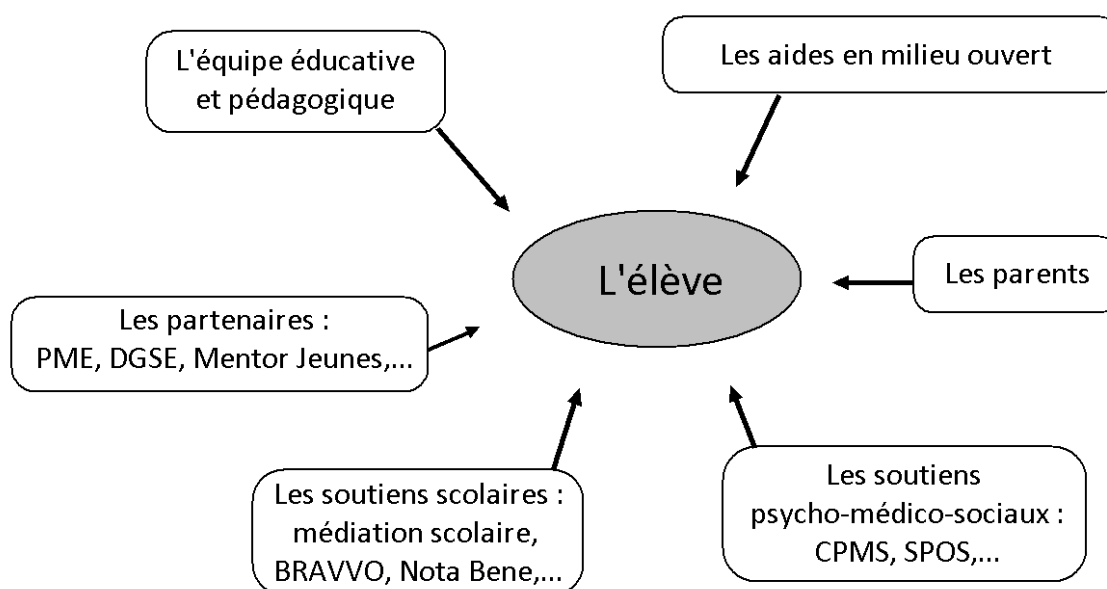 L'équipe éducative
et pédagogique
Les aides en milieu ouvert
L'élève
Les parents
Les partenaires :
PME, DGSE, Mentor Jeunes,...
Les soutiens scolaires :
médiation scolaire,
BRAVVO, Nota Bene,...
Les soutiens
psycho-médico-sociaux :
CPMS, SPOS,...